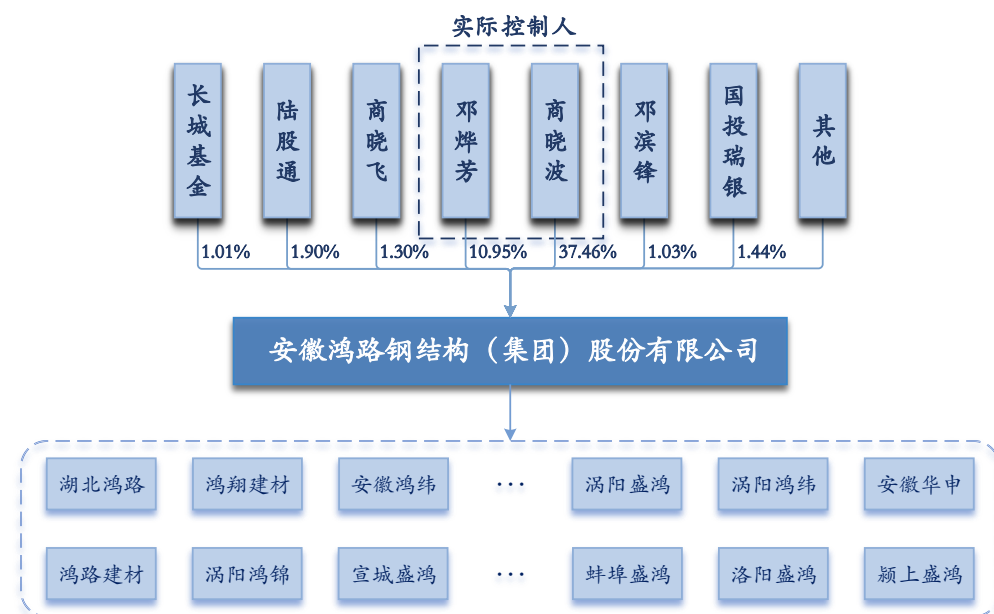 实际控制人
长城基金
陆股通
商晓飞
邓烨芳
商晓波
邓滨锋
国投瑞银
其他
1.01%
1.90%
1.30%
10.95%
37.46%
1.03%
1.44%
安徽鸿路钢结构（集团）股份有限公司
湖北鸿路
鸿翔建材
安徽鸿纬
···
涡阳盛鸿
涡阳鸿纬
安徽华申
鸿路建材
涡阳鸿锦
宣城盛鸿
···
蚌埠盛鸿
洛阳盛鸿
颍上盛鸿